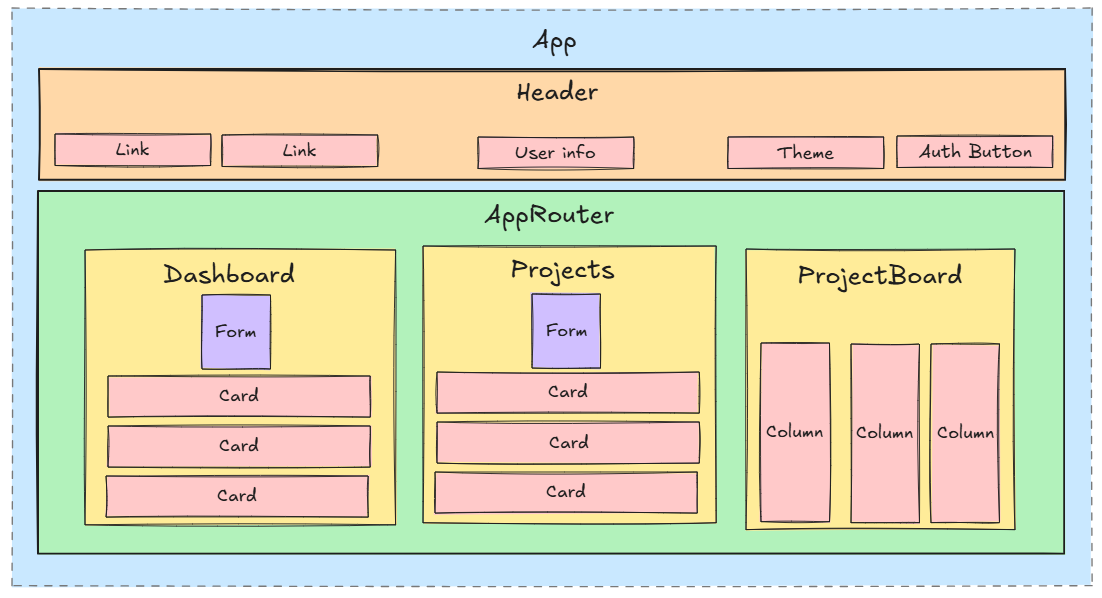 App
Header
Link
Link
User info
Theme
Auth Button
AppRouter
Dashboard
Form
Card
Card
Card
Projects
Form
Card
Card
Card
ProjectBoard
Column
Column
Column